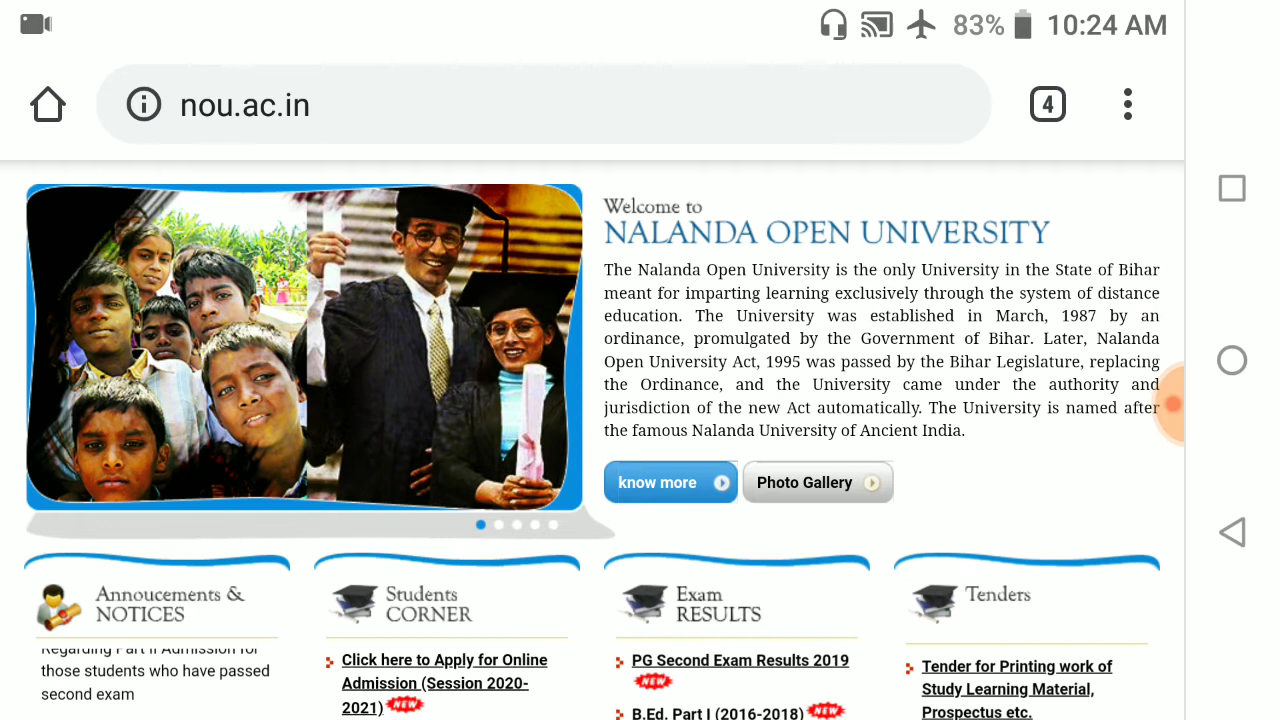 83% 10:24 AM
nou.ac.in
4
Welcome to
NALANDA OPEN UNIVERSITY
The Nalanda Open University is the only University in the State of Bihar
meant for imparting learning exclusively through the system of distance
education. The University was established in March, 1987 by an
ordinance, promulgated by the Government of Bihar. Later, Nalanda
Open University Act, 1995 was passed by the Bihar Legislature, replacing
the Ordinance, and the University came under the authority and
jurisdiction of the new Act automatically. The University is named after
the famous Nalanda University of Ancient India.
know more
Photo Gallery
Annoucements &
NOTICES
Regarding Part II Admission for
those students who have passed
second exam
Students
CORNER
Click here to Apply for Online
Admission (Session 2020-
2021) NEW
Exam
RESULTS
PG Second Exam Results 2019
NEW
B.Ed. Part I (2016-2018) NEW
Tenders
Tender for Printing work of
Study Learning Material,
Prospectus etc.